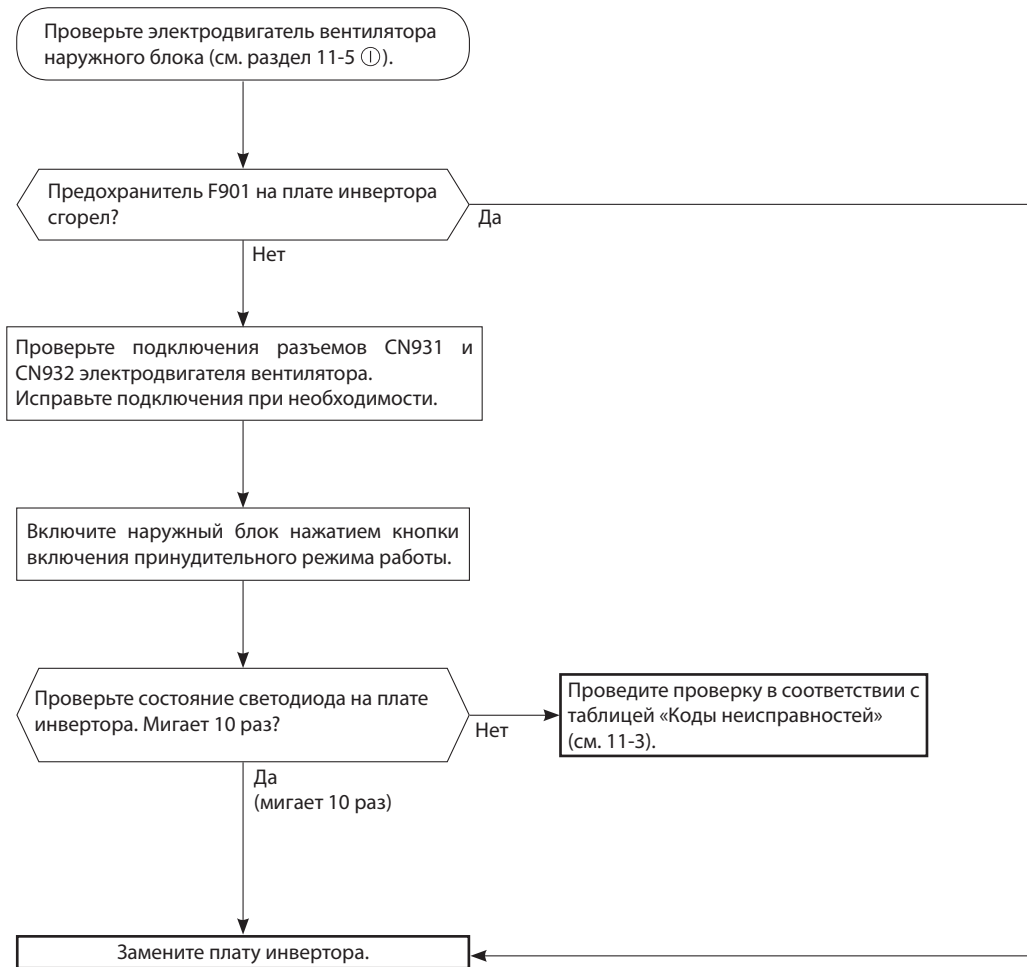 Проверьте электродвигатель вентилятора
наружного блока (см. раздел 11-5 Ⓘ).
Предохранитель F901 на плате инвертора
сгорел?
Да
Нет
Проверьте подключения разъемов CN931 и
CN932 электродвигателя вентилятора.
Исправьте подключения при необходимости.
Включите наружный блок нажатием кнопки
включения принудительного режима работы.
Проверьте состояние светодиода на плате
инвертора. Мигает 10 раз?
Нет
Проведите проверку в соответствии с
таблицей «Коды неисправностей»
(см. 11-3).
Да
(мигает 10 раз)
Замените плату инвертора.